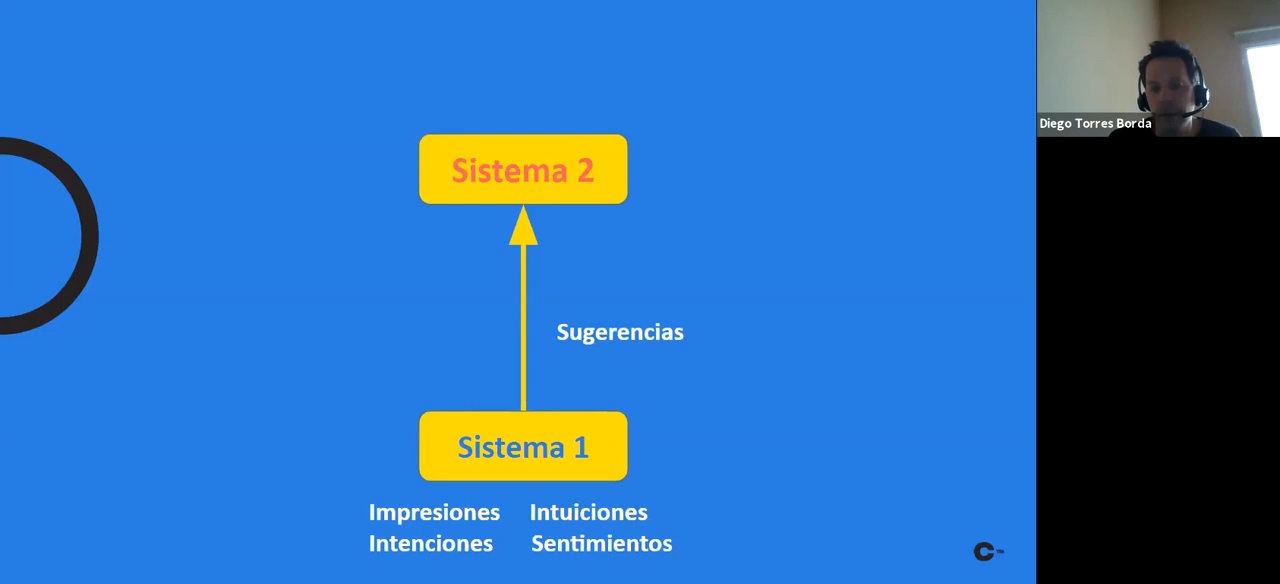 Sistema 2
Diego Torres Borda
Sugerencias
Sistema 1
Impresiones Intuiciones
Intenciones Sentimientos